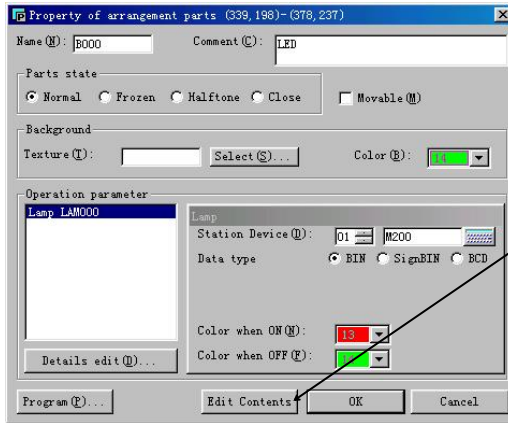 Property of arrangement parts (339,198)-(378,237)
Name(N): B000 Comment(C): LED
Parts state
Normal Frozen Halftone Close Movable(M)
Background
Texture(T): Select(S)... Color(B): 14
Operation parameter
Lamp LAM000
Lamp
Station Device(D): 01 M200
Data type BIN SignBIN BCD
Color when ON(N): 13
Color when OFF(F):
Details edit(D)...
Program(P)... Edit Contents OK Cancel